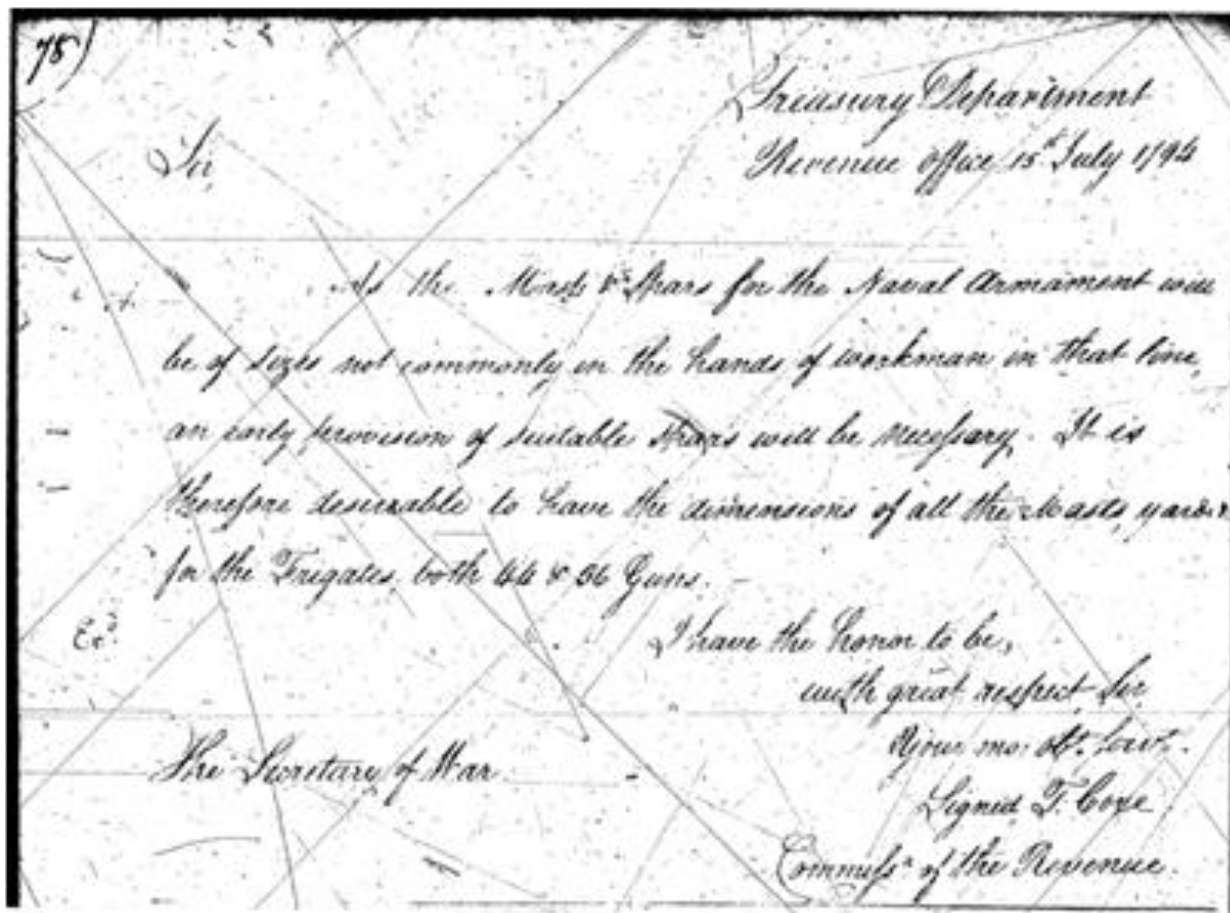 78)
Treasury Department
Revenue office 15th July 1794
Sir,
As the Masts & Spars for the Naval Armament will
be of sizes not commonly in the hands of workman in that line,
an early provision of suitable Spars will be necessary. It is
therefore desireable to have the dimensions of all the Masts, yards &
for the Frigates, both 44 & 36 Guns. —
I have the honor to be,
with great respect, Sir
Your mo: obt. Servt.
Signed, T. Coxe
Commissr. of the Revenue.
The Secretary of War